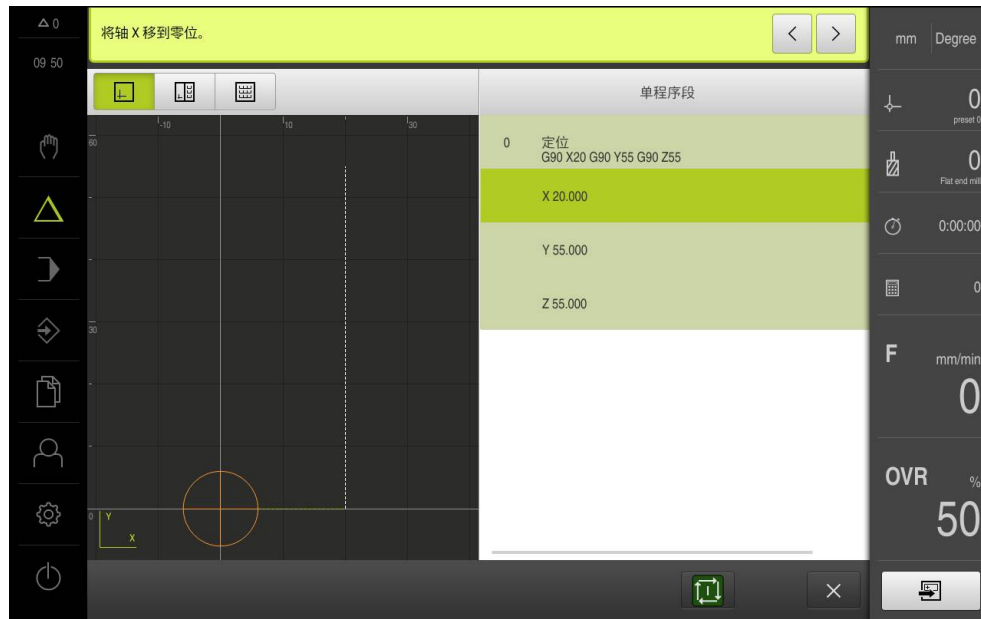 0
09 50
将轴 X 移到零位。
单程序段
-10
10
30
60
30
0
Y
X
0 定位
G90 X20 G90 Y55 G90 Z55
X 20.000
Y 55.000
Z 55.000
mm Degree
0
preset 0
0
Flat end mill
0:00:00
0
F mm/min
0
OVR %
50